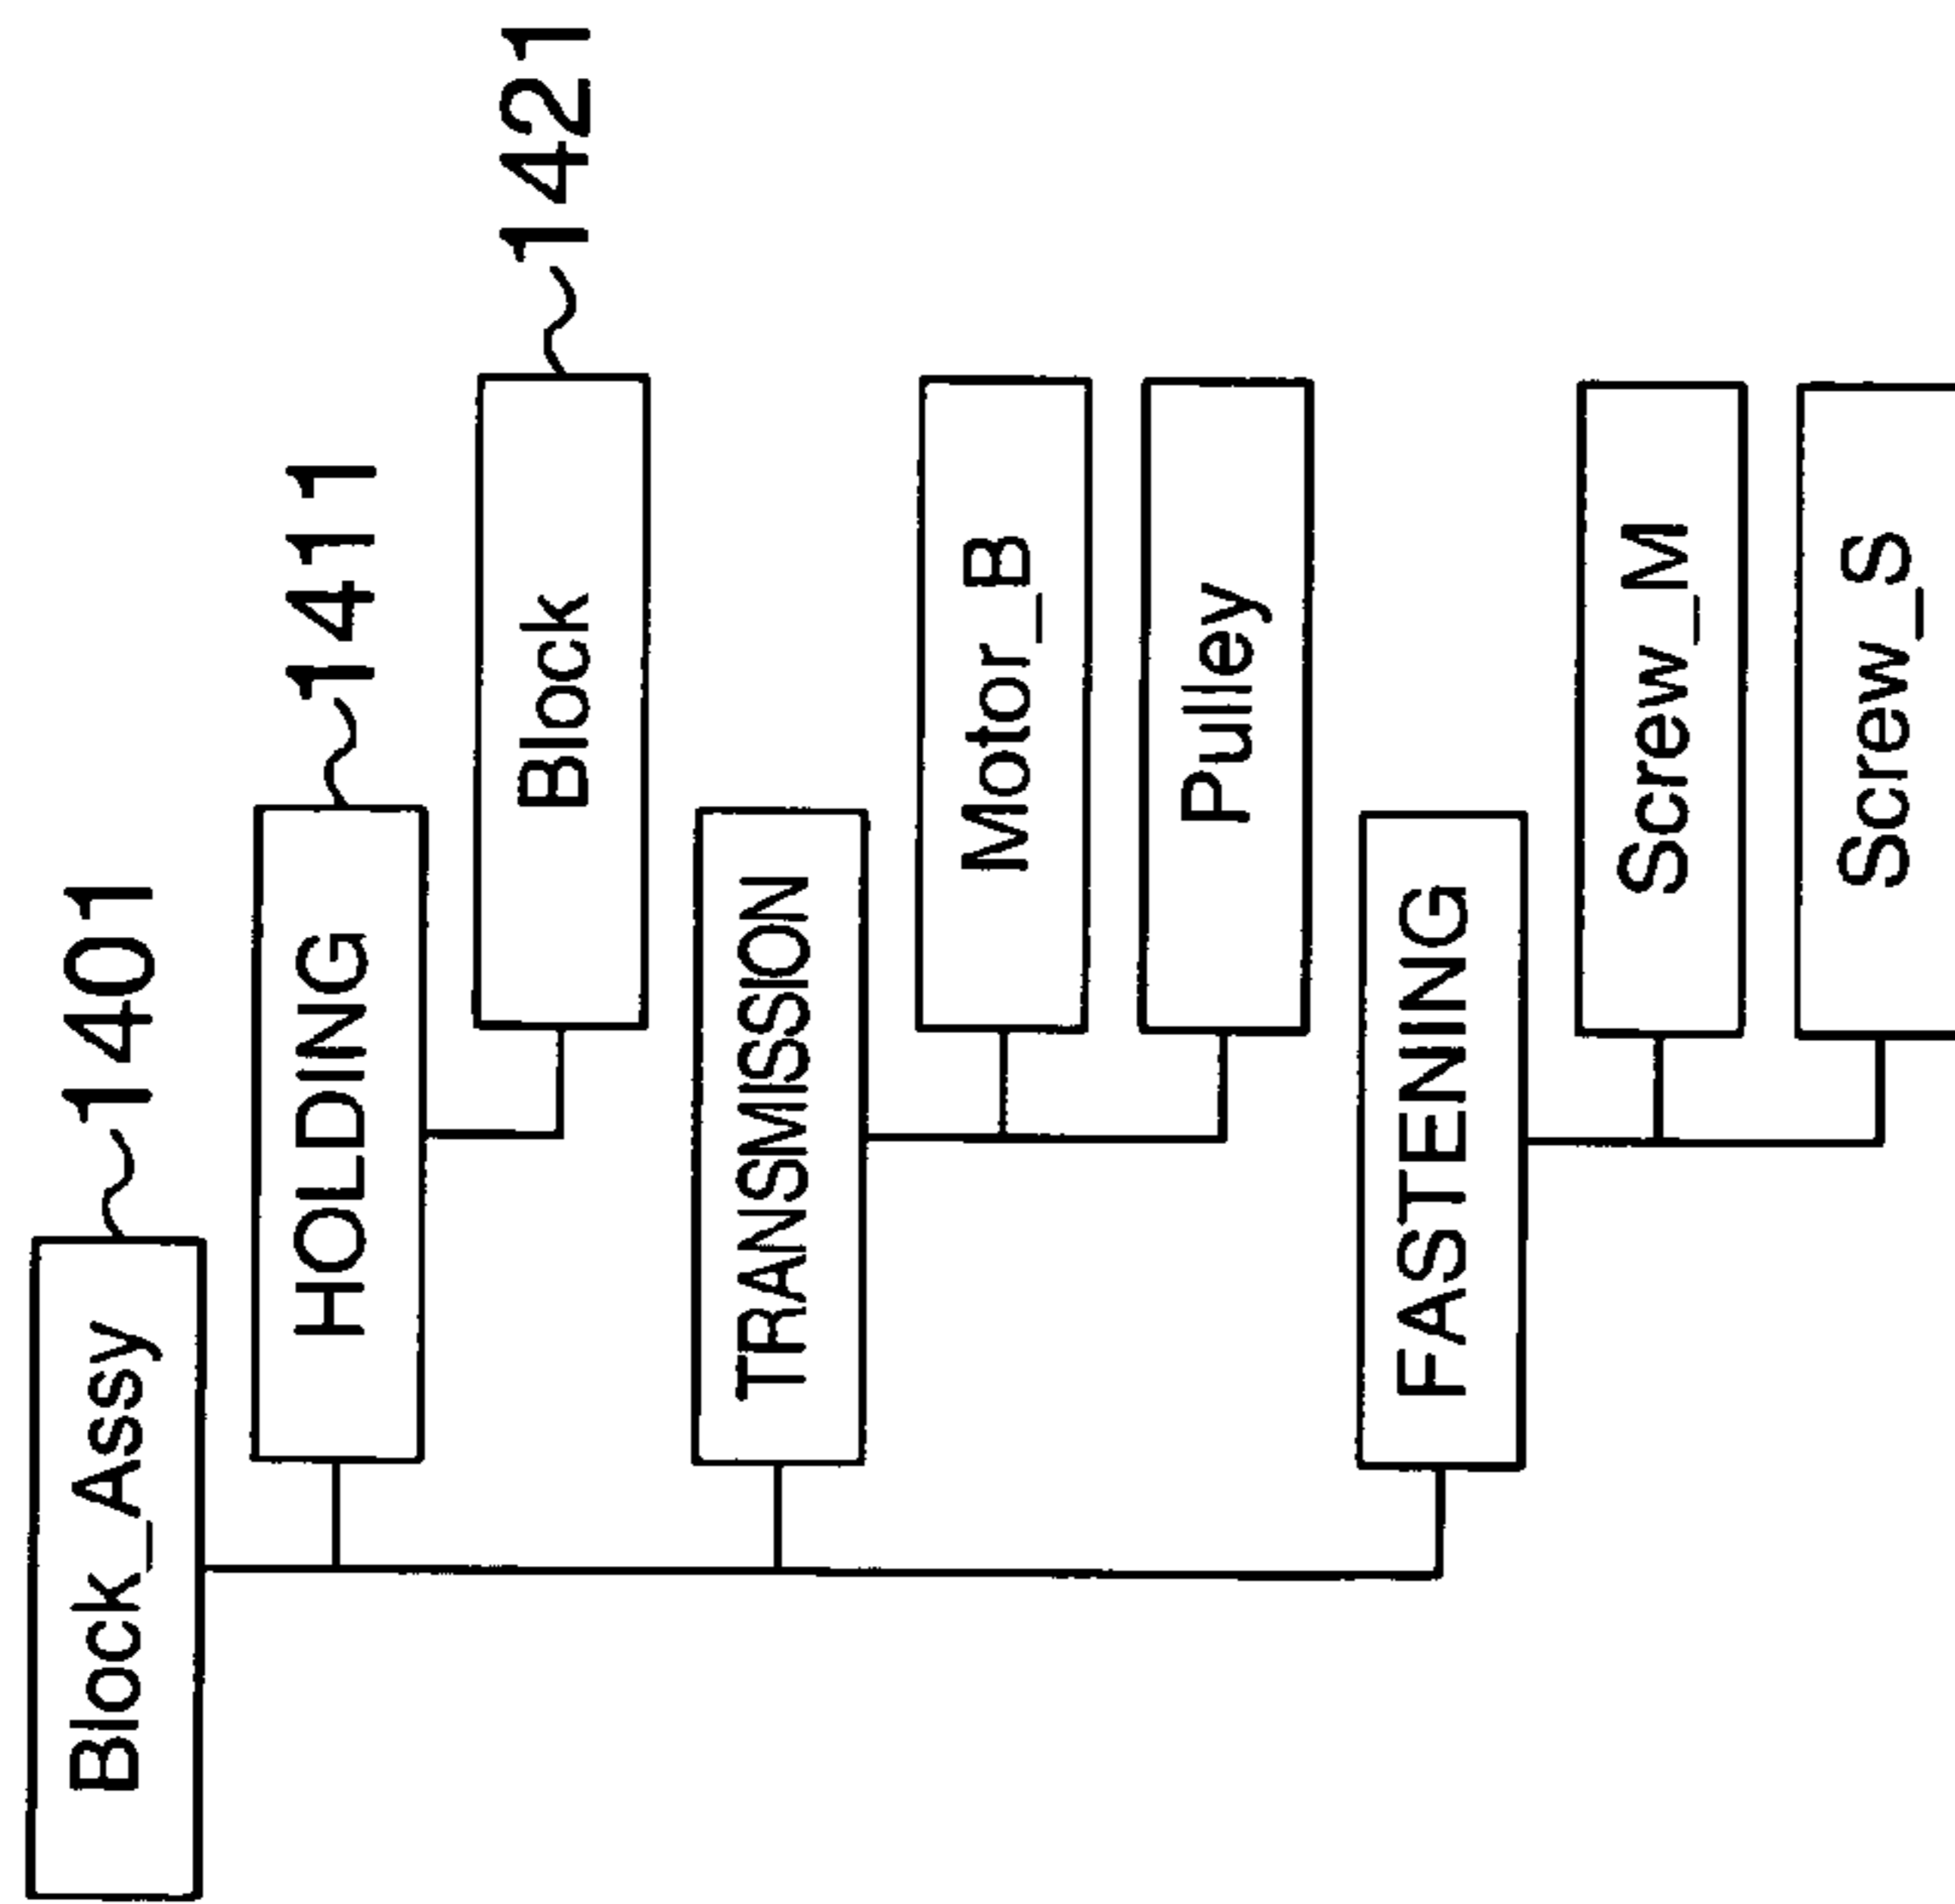 Block_Assy 1401
HOLDING 1411
Block 1421
TRANSMISSION
Motor_B
Pulley
FASTENING
Screw_M
Screw_S